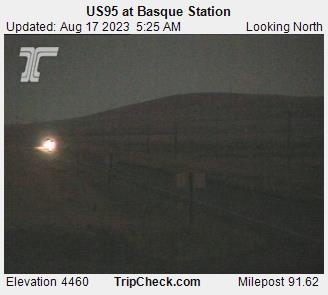 US95 at Basque Station
Updated: Aug 17 2023 5:25 AM Looking North
Elevation 4460 TripCheck.com Milepost 91.62